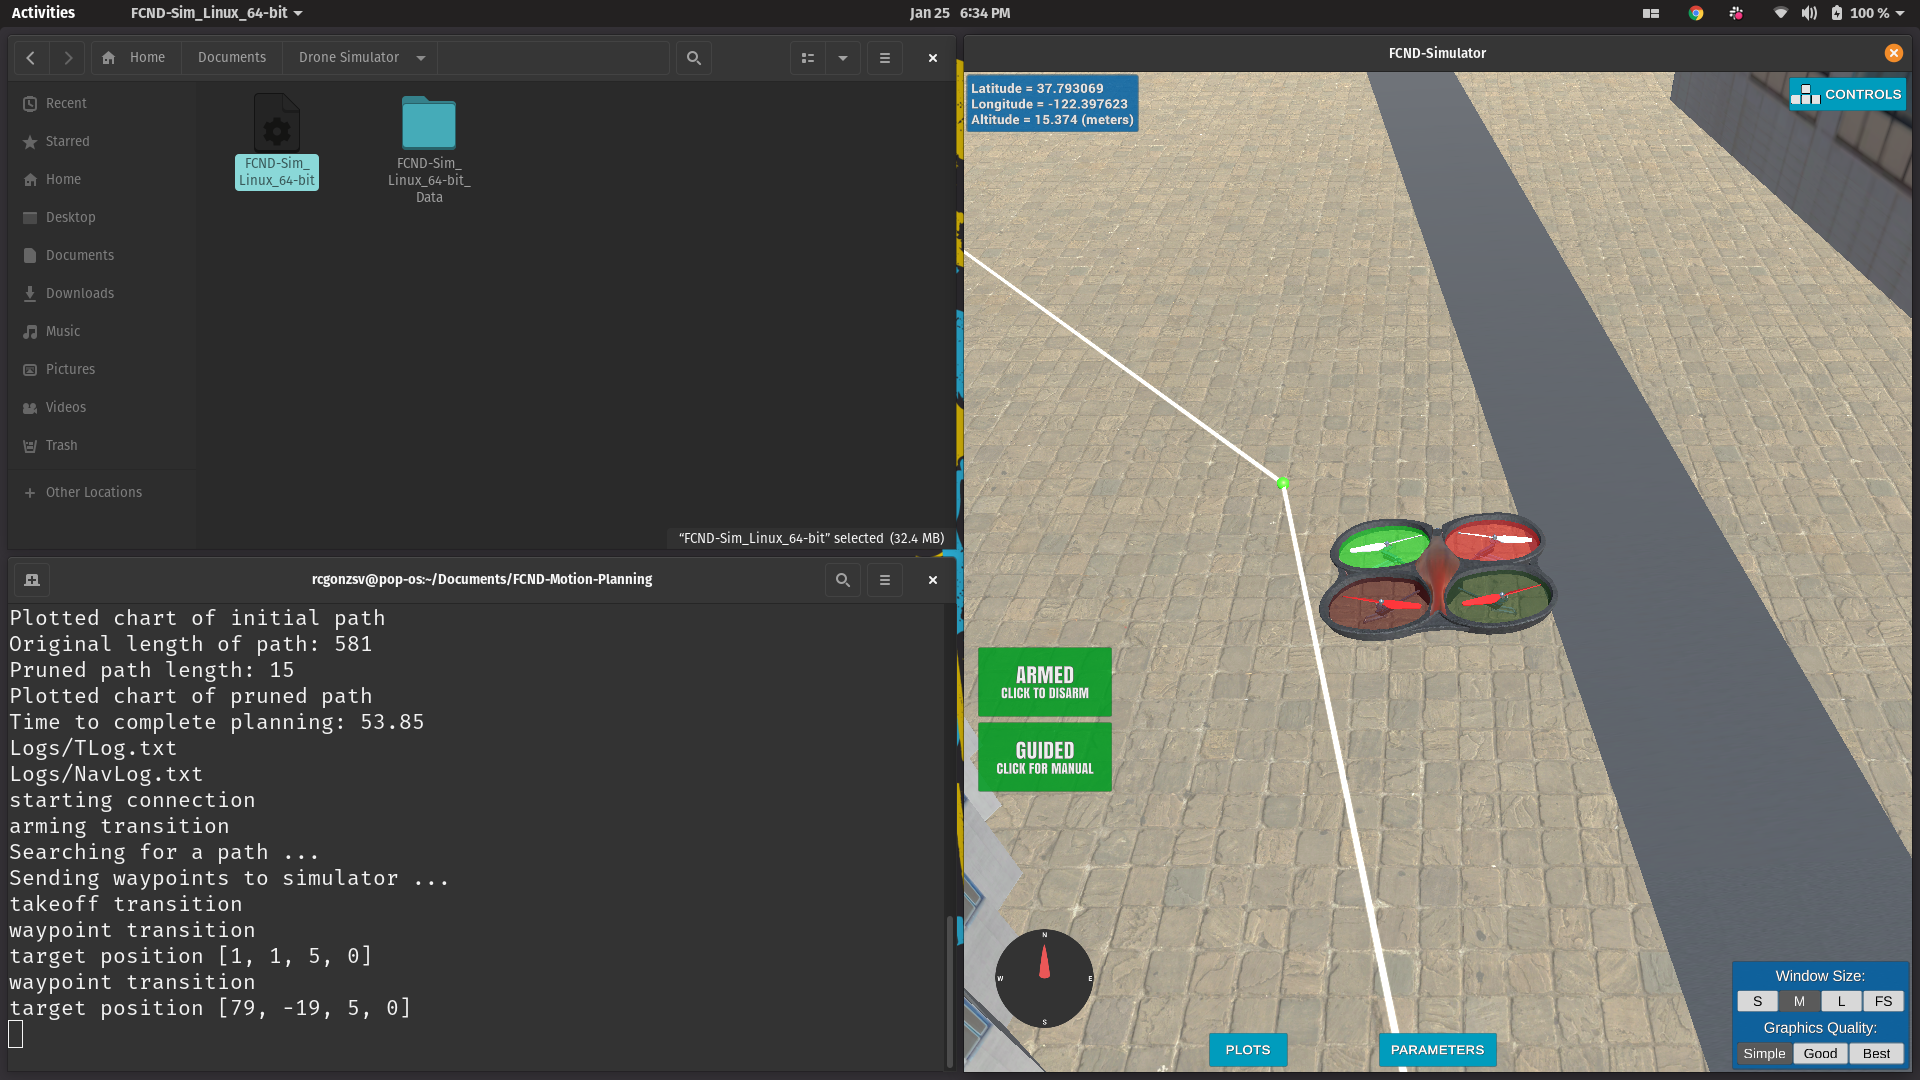 Activities
FCND-Sim_Linux_64-bit
Jan 25 6:34 PM
100 %
Home
Documents
Drone Simulator
Recent
Starred
Home
Desktop
Documents
Downloads
Music
Pictures
Videos
Trash
Other Locations
FCND-Sim_
Linux_64-bit
FCND-Sim_
Linux_64-bit_
Data
“FCND-Sim_Linux_64-bit” selected (32.4 MB)
rcgonzsv@pop-os:~/Documents/FCND-Motion-Planning
Plotted chart of initial path
Original length of path: 581
Pruned path length: 15
Plotted chart of pruned path
Time to complete planning: 53.85
Logs/TLog.txt
Logs/NavLog.txt
starting connection
arming transition
Searching for a path ...
Sending waypoints to simulator ...
takeoff transition
waypoint transition
target position [1, 1, 5, 0]
waypoint transition
target position [79, -19, 5, 0]
FCND-Simulator
Latitude = 37.793069
Longitude = -122.397623
Altitude = 15.374 (meters)
CONTROLS
ARMED
CLICK TO DISARM
GUIDED
CLICK FOR MANUAL
N
W
E
S
PLOTS
PARAMETERS
Window Size:
S M L FS
Graphics Quality:
Simple Good Best